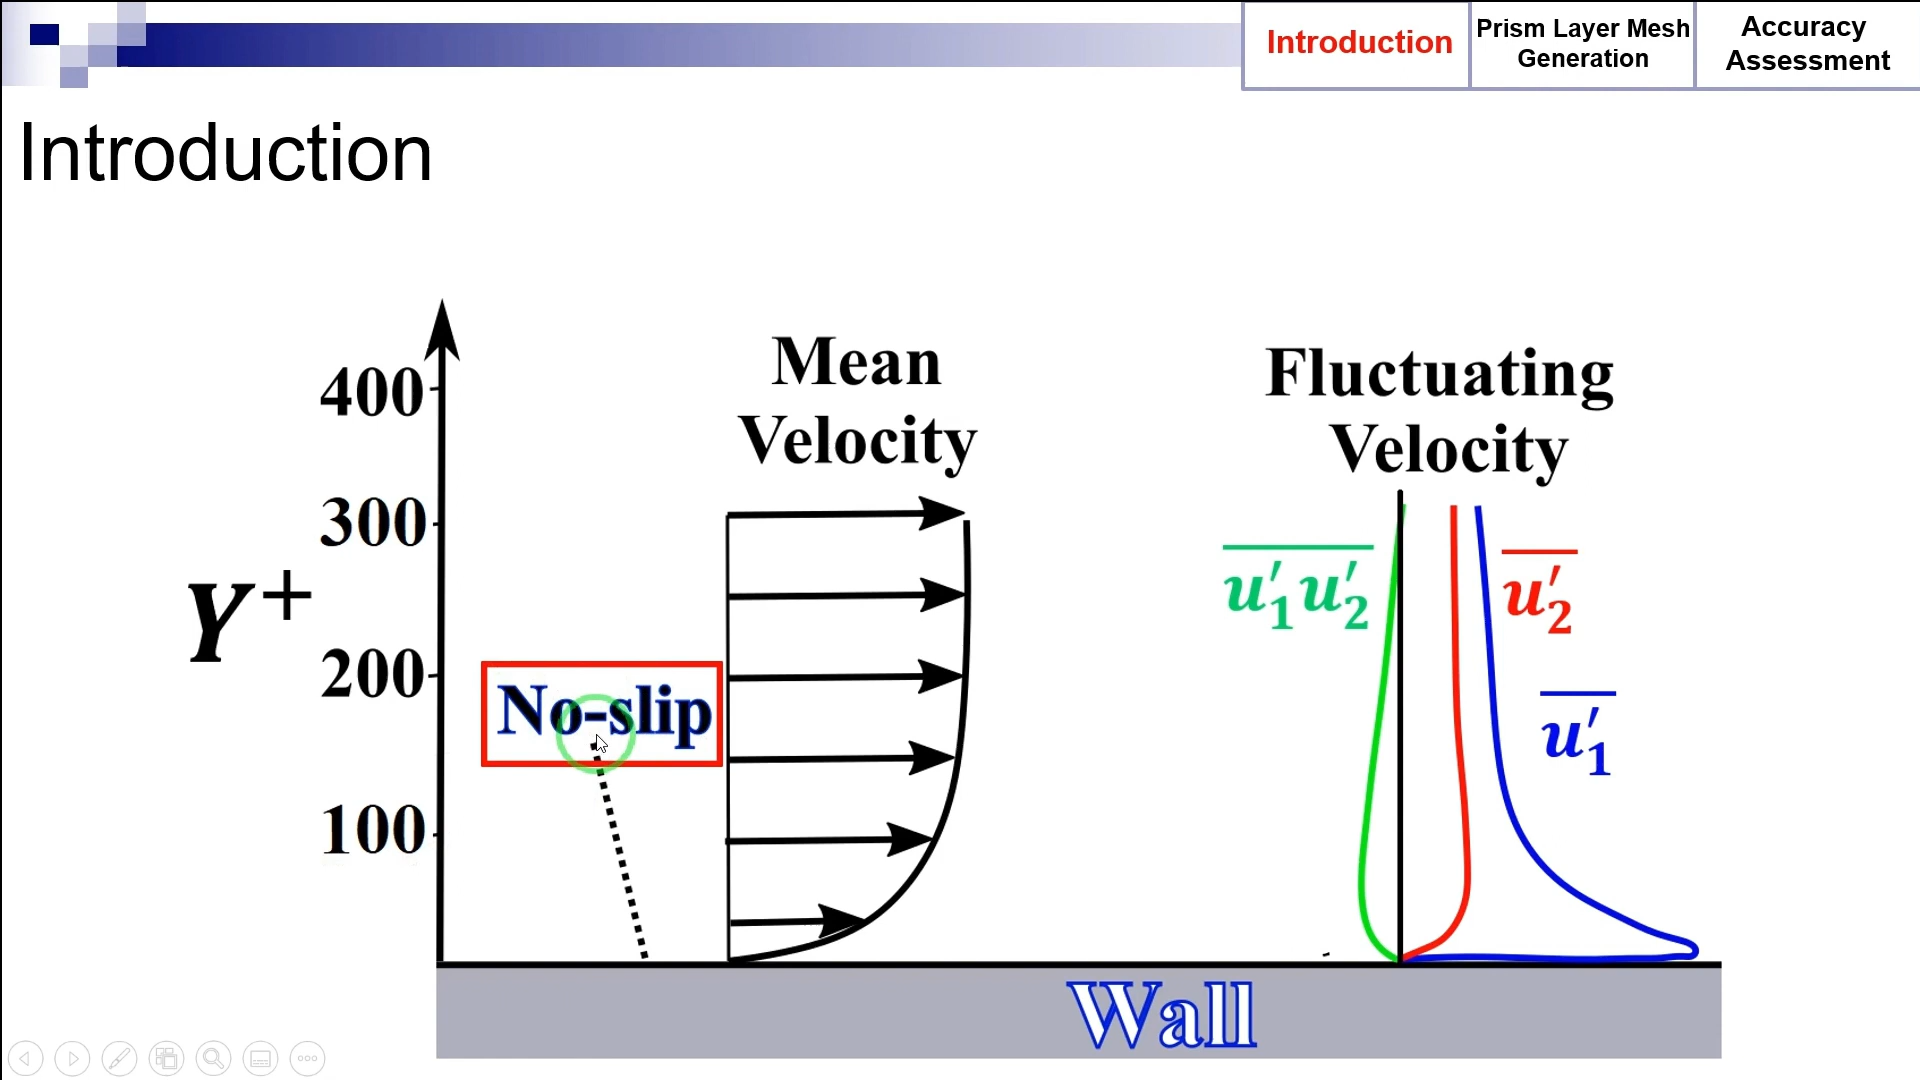 Introduction
Prism Layer Mesh
Generation
Accuracy
Assessment
Introduction
Mean
Velocity
Fluctuating
Velocity
400
300
200
100
Y⁺
No-slip
u′₁u′₂
u′₂
u′₁
Wall